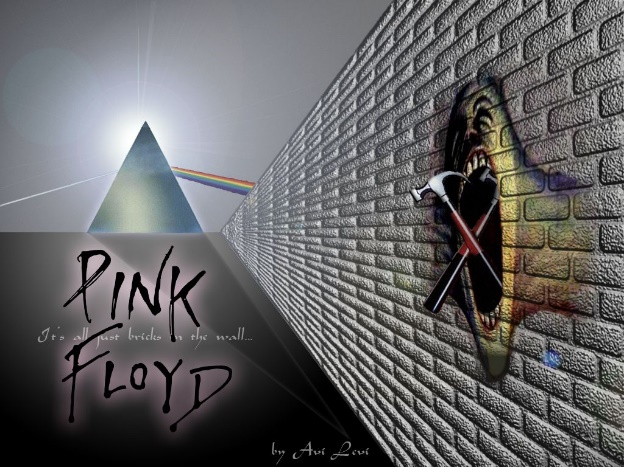 PINK
It's all just bricks in the wall...
FLOYD
by Avi Levi